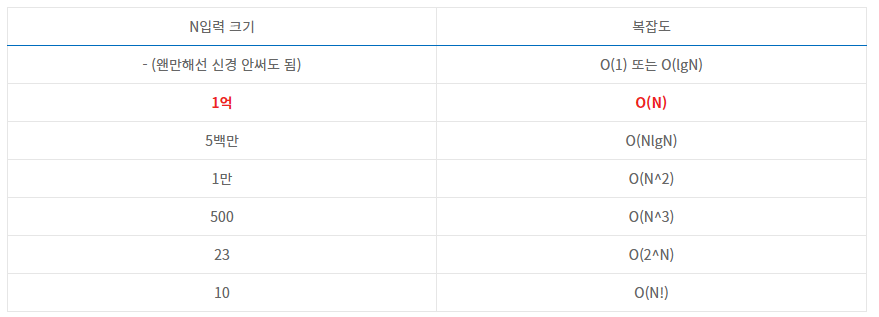 N입력 크기 복잡도
- (왠만해선 신경 안써도 됨) O(1) 또는 O(lgN)
1억 O(N)
5백만 O(NlgN)
1만 O(N^2)
500 O(N^3)
23 O(2^N)
10 O(N!)